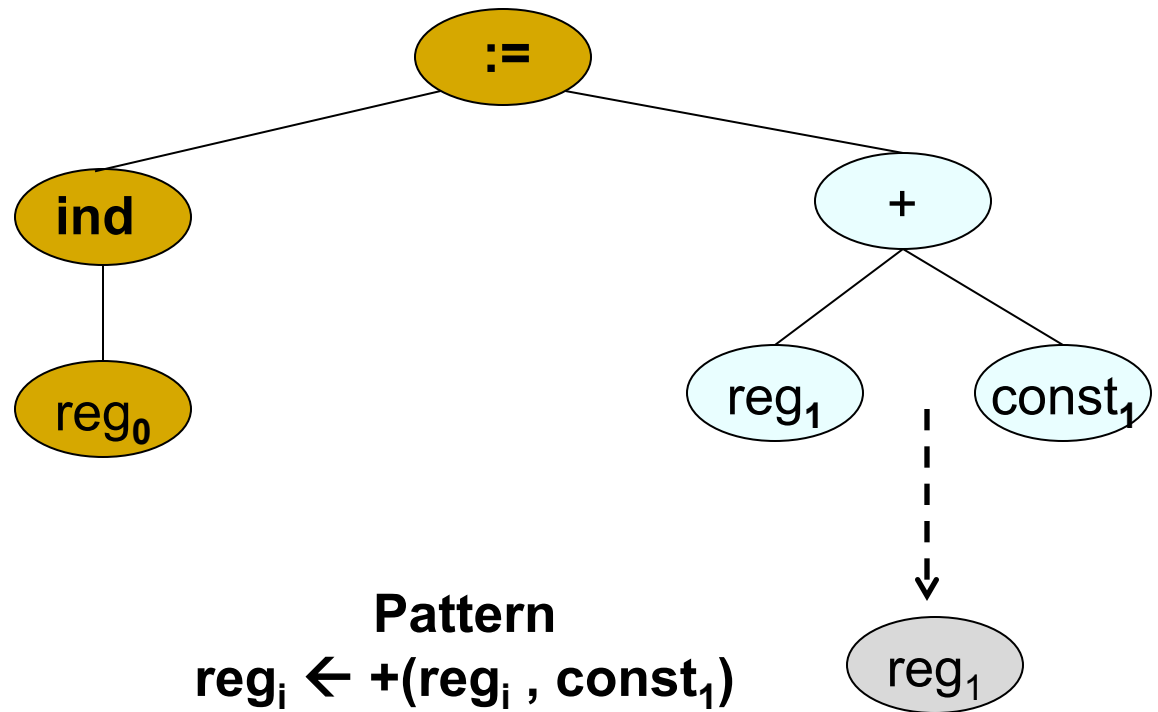 :=
ind
+
reg₀
reg₁
const₁
Pattern
regᵢ ← +(regᵢ , const₁)
reg₁